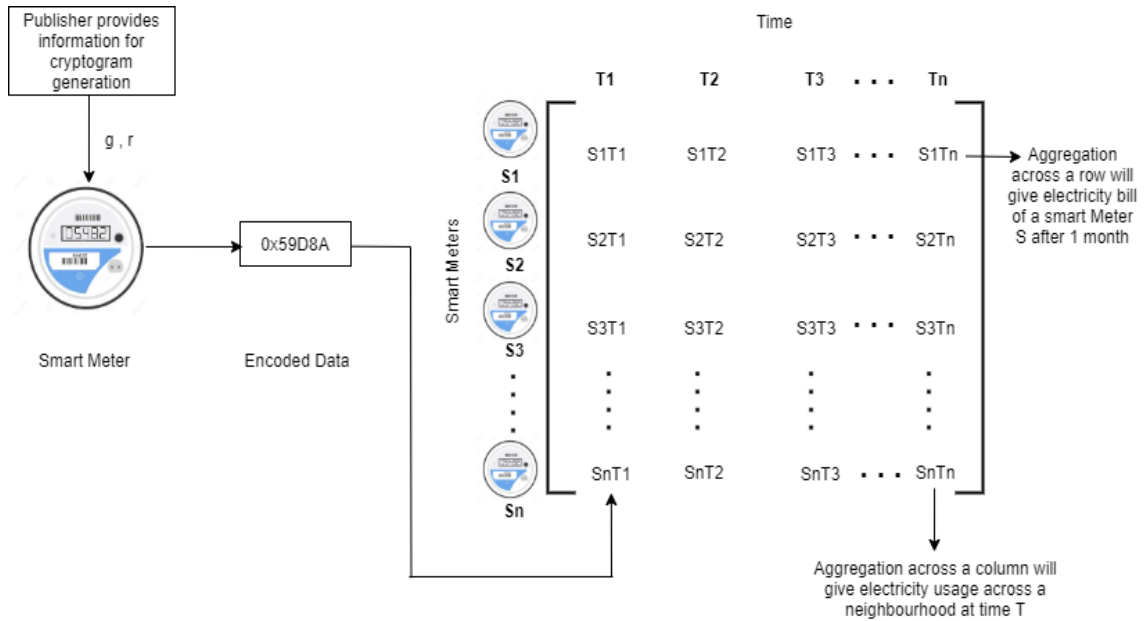 Publisher provides
information for
cryptogram
generation
g , r
05482
Smart Meter
0x59D8A
Encoded Data
Time
T1 T2 T3 . . . Tn
Smart Meters
S1
S1T1 S1T2 S1T3 . . . S1Tn
Aggregation
across a row will
give electricity bill
of a smart Meter
S after 1 month
S2
S2T1 S2T2 S2T3 . . . S2Tn
S3
S3T1 S3T2 S3T3 . . . S3Tn
Sn
SnT1 SnT2 SnT3 . . . SnTn
Aggregation across a column will
give electricity usage across a
neighbourhood at time T